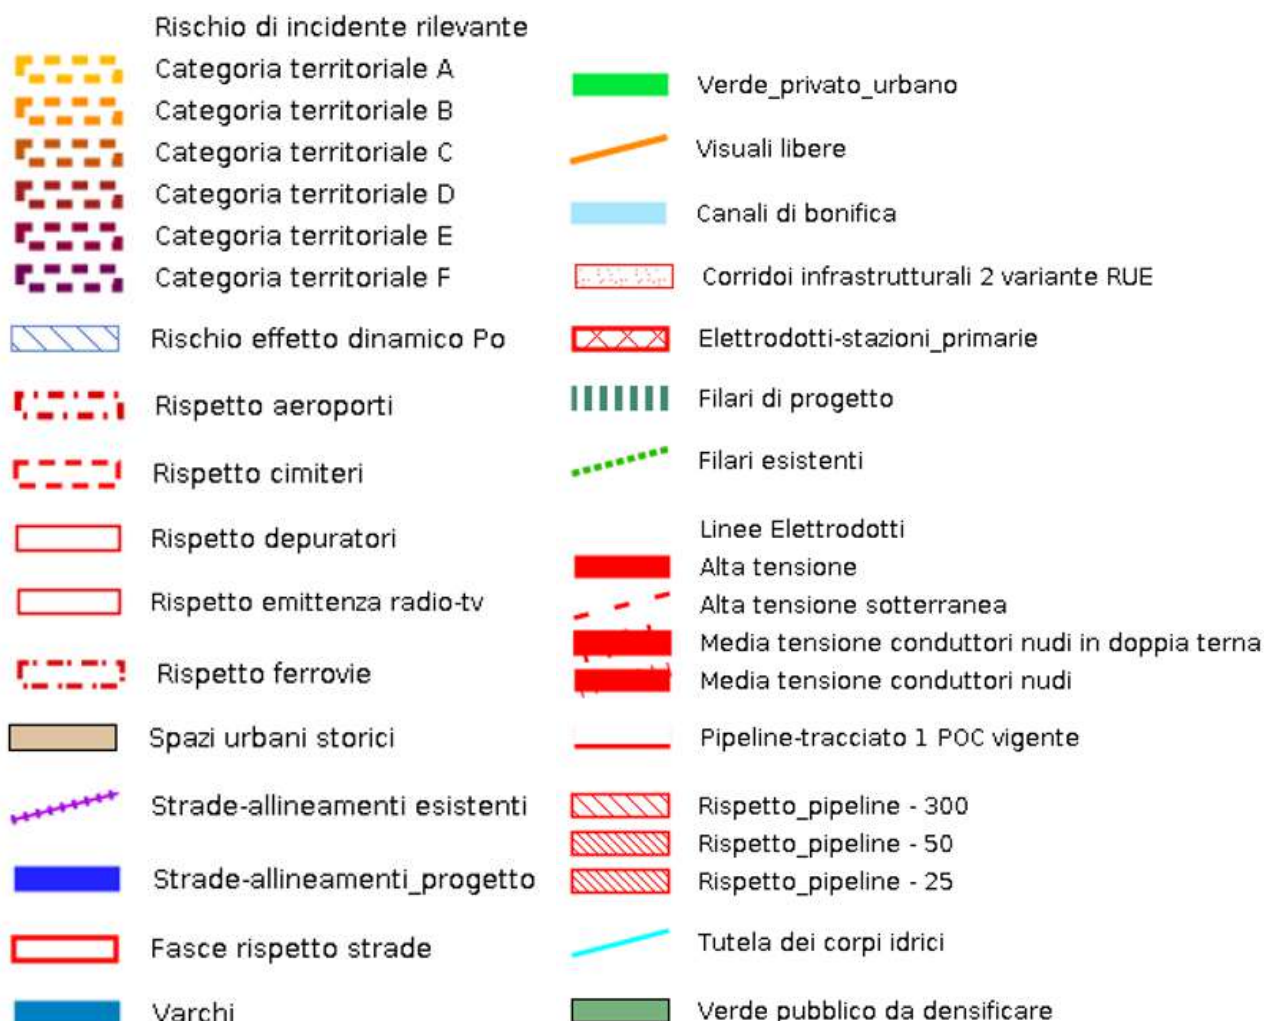 Rischio di incidente rilevante
Categoria territoriale A
Categoria territoriale B
Categoria territoriale C
Categoria territoriale D
Categoria territoriale E
Categoria territoriale F
Rischio effetto dinamico Po
Rispetto aeroporti
Rispetto cimiteri
Rispetto depuratori
Rispetto emittenza radio-tv
Rispetto ferrovie
Spazi urbani storici
Strade-allineamenti esistenti
Strade-allineamenti_progetto
Fasce rispetto strade
Varchi
Verde_privato_urbano
Visuali libere
Canali di bonifica
Corridoi infrastrutturali 2 variante RUE
Elettrodotti-stazioni_primarie
Filari di progetto
Filari esistenti
Linee Elettrodotti
Alta tensione
Alta tensione sotterranea
Media tensione conduttori nudi in doppia terna
Media tensione conduttori nudi
Pipeline-tracciato 1 POC vigente
Rispetto_pipeline - 300
Rispetto_pipeline - 50
Rispetto_pipeline - 25
Tutela dei corpi idrici
Verde pubblico da densificare